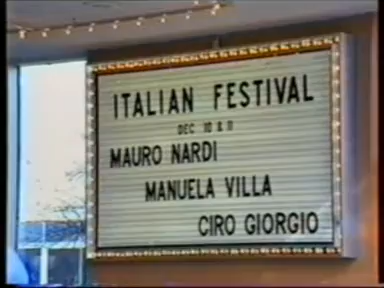 ITALIAN FESTIVAL
DEC 10 & 11
MAURO NARDI
MANUELA VILLA
CIRO GIORGIO